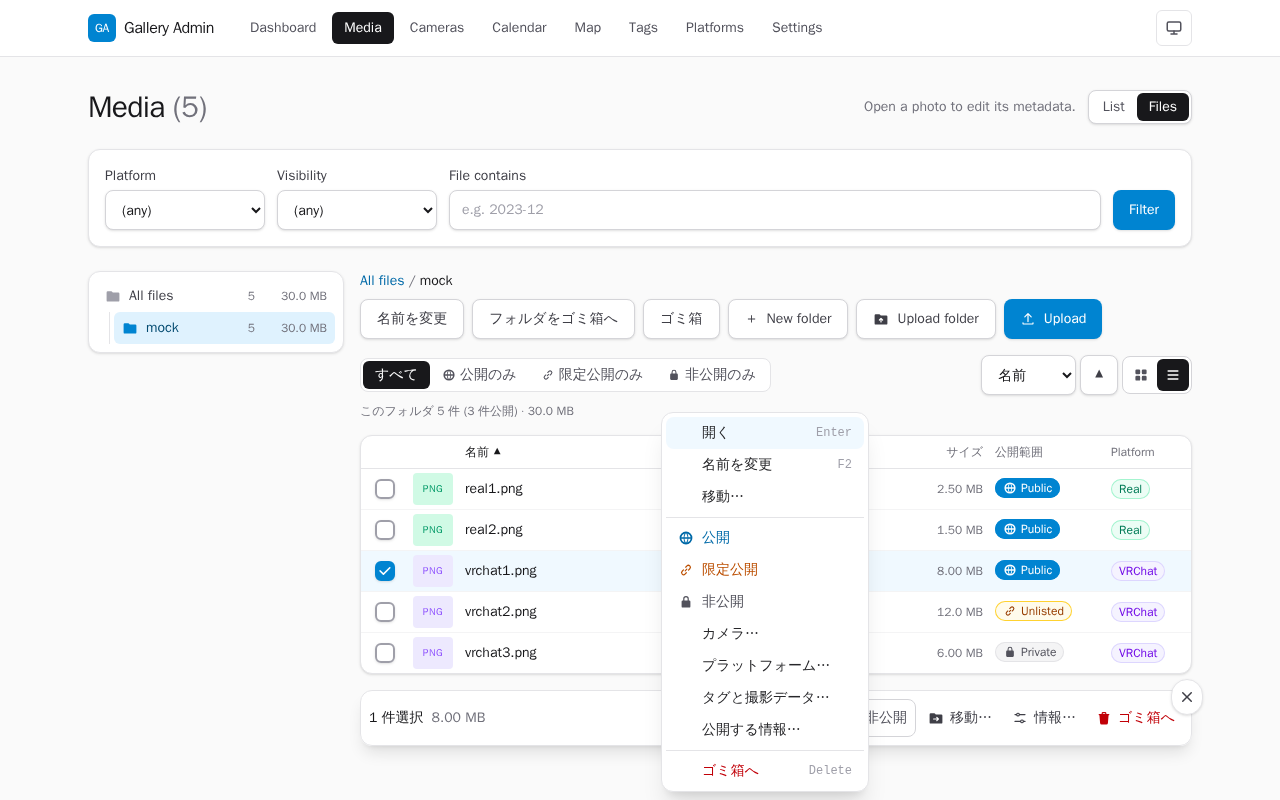 GA Gallery Admin Dashboard Media Cameras Calendar Map Tags Platforms Settings
Media (5)
Open a photo to edit its metadata. List Files
Platform Visibility File contains
(any) (any) e.g. 2023-12 Filter
All files 5 30.0 MB
mock 5 30.0 MB
All files / mock
名前を変更 フォルダをゴミ箱へ ゴミ箱 + New folder Upload folder Upload
すべて 公開のみ 限定公開のみ 非公開のみ 名前 ▲
このフォルダ 5 件 (3 件公開) · 30.0 MB
名前 ▲ サイズ 公開範囲 Platform
PNG real1.png 2.50 MB Public Real
PNG real2.png 1.50 MB Public Real
PNG vrchat1.png 8.00 MB Public VRChat
PNG vrchat2.png 12.0 MB Unlisted VRChat
PNG vrchat3.png 6.00 MB Private VRChat
開く Enter
名前を変更 F2
移動…
公開
限定公開
非公開
カメラ…
プラットフォーム…
タグと撮影データ…
公開する情報…
ゴミ箱へ Delete
1 件選択 8.00 MB 非公開 移動… 情報… ゴミ箱へ